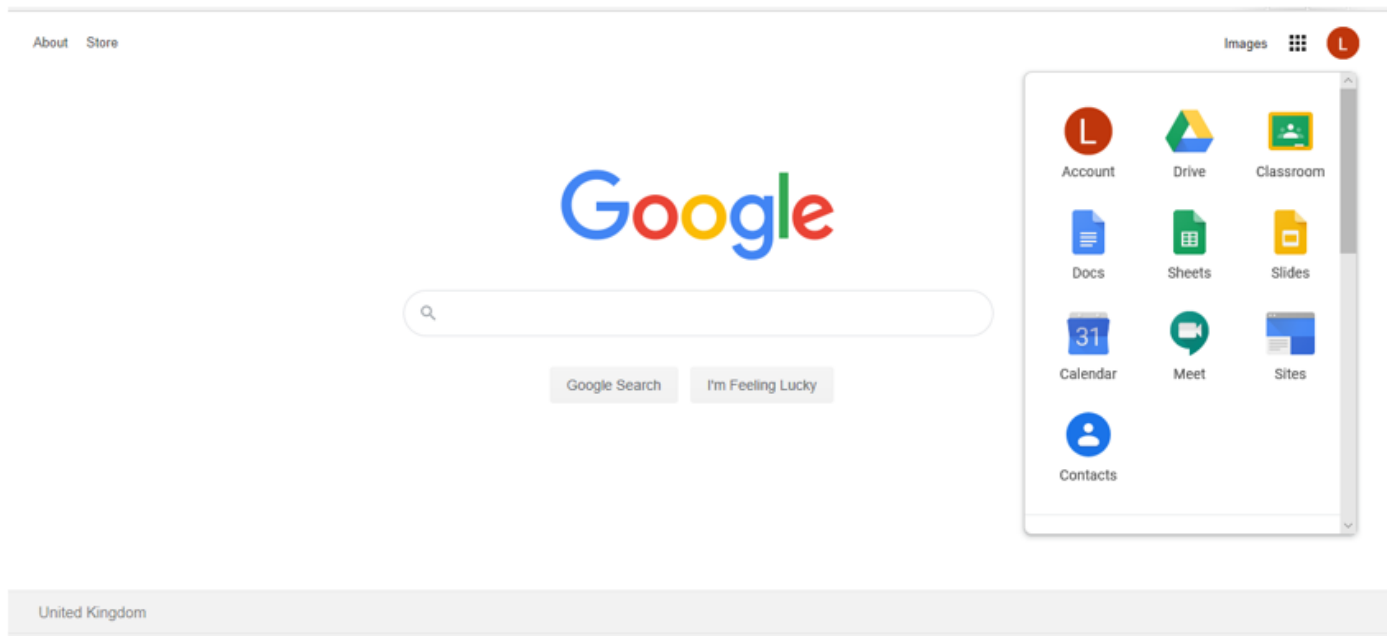 About Store Images L
L
Account Drive Classroom
Google
Docs Sheets Slides
31
Calendar Meet Sites
Google Search I'm Feeling Lucky
Contacts
United Kingdom